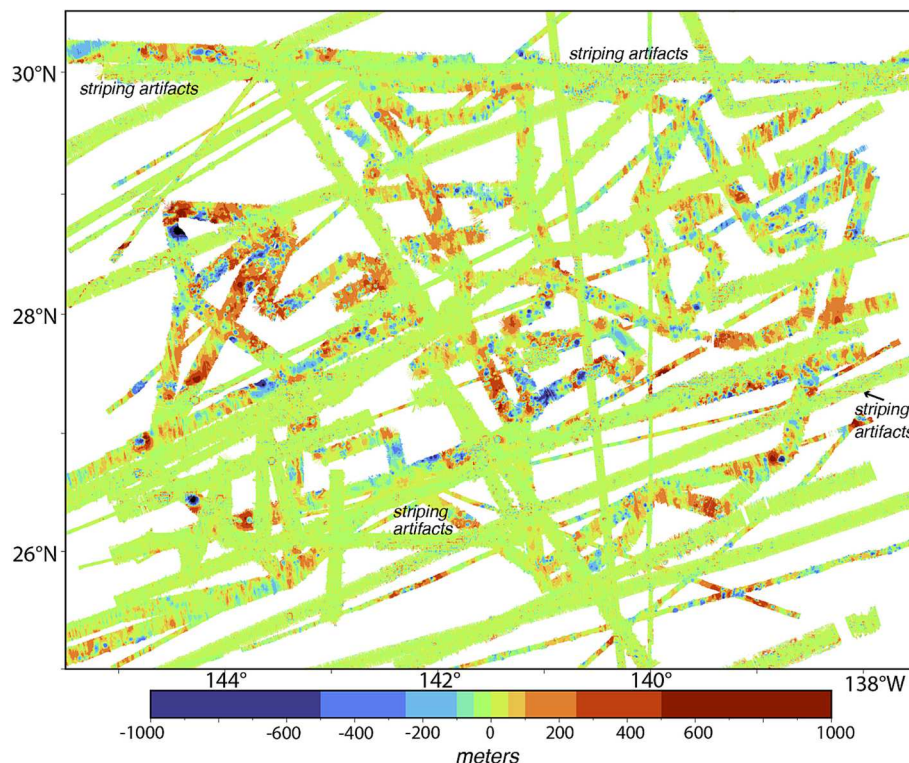 striping artifacts
30°N
striping artifacts
28°N
striping
artifacts
striping
artifacts
26°N
144°
142°
140°
138°W
-1000
-600
-400
-200
0
200
400
600
1000
meters